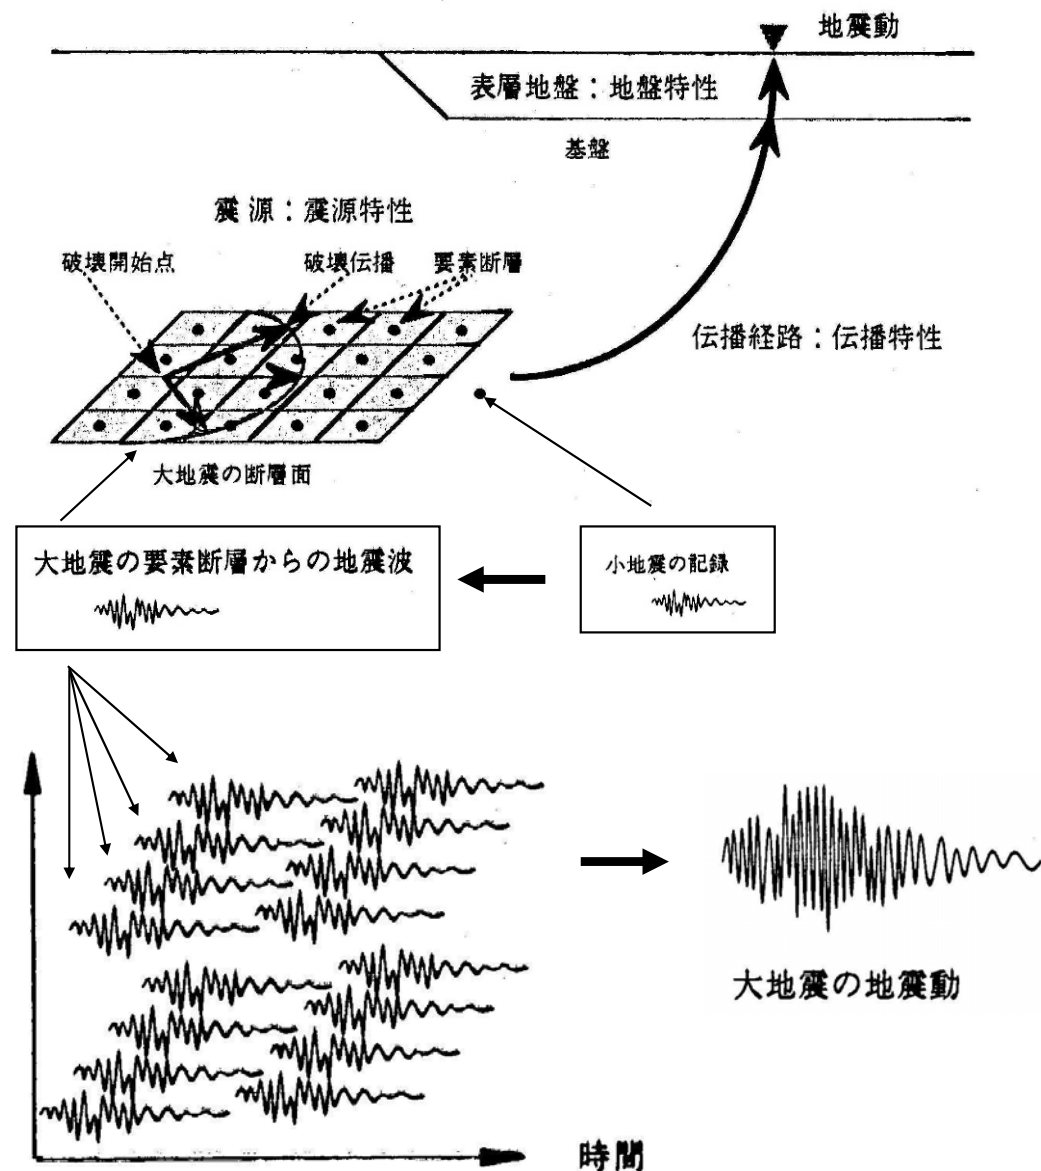 地震動
表層地盤：地盤特性
基盤
震源：震源特性
破壊開始点
破壊伝播
要素断層
伝播経路：伝播特性
大地震の断層面
大地震の要素断層からの地震波
小地震の記録
大地震の地震動
時間